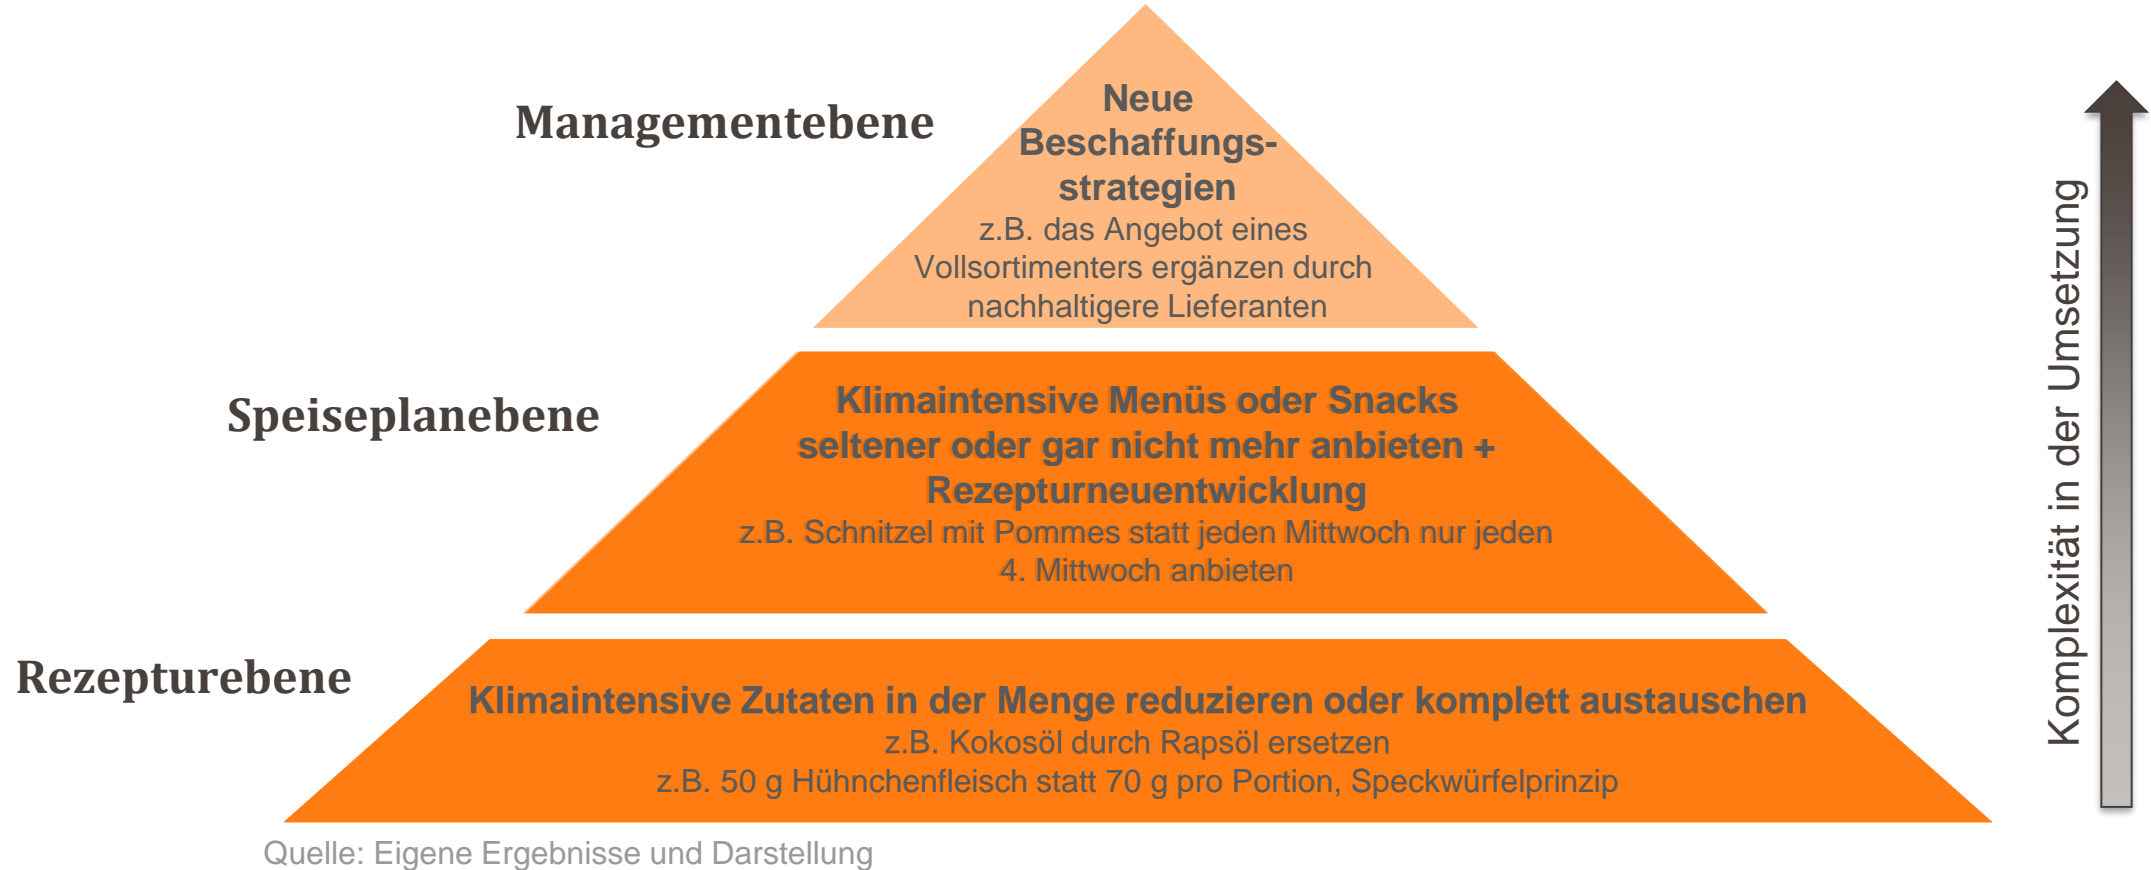 Managementebene
Neue
Beschaffungs-
strategien
z.B. das Angebot eines
Vollsortimenters ergänzen durch
nachhaltigere Lieferanten
Speiseplanebene
Klimaintensive Menüs oder Snacks
seltener oder gar nicht mehr anbieten +
Rezepturneuentwicklung
z.B. Schnitzel mit Pommes statt jeden Mittwoch nur jeden
4. Mittwoch anbieten
Rezepturebene
Klimaintensive Zutaten in der Menge reduzieren oder komplett austauschen
z.B. Kokosöl durch Rapsöl ersetzen
z.B. 50 g Hühnchenfleisch statt 70 g pro Portion, Speckwürfelprinzip
Komplexität in der Umsetzung
Quelle: Eigene Ergebnisse und Darstellung